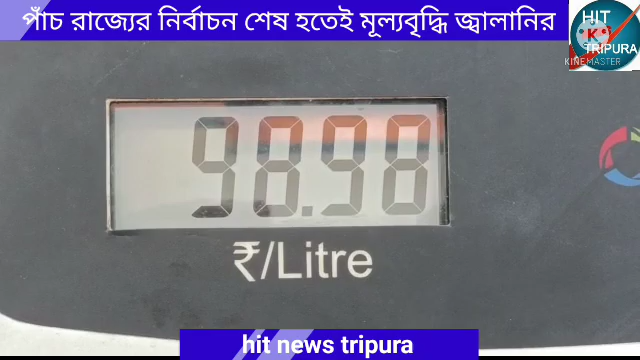 পাঁচ রাজ্যের নির্বাচন শেষ হতেই মূল্যবৃদ্ধি জ্বালানির
HIT
K
TRIPURA
KINEMASTER
98.98
₹/Litre
hit news tripura